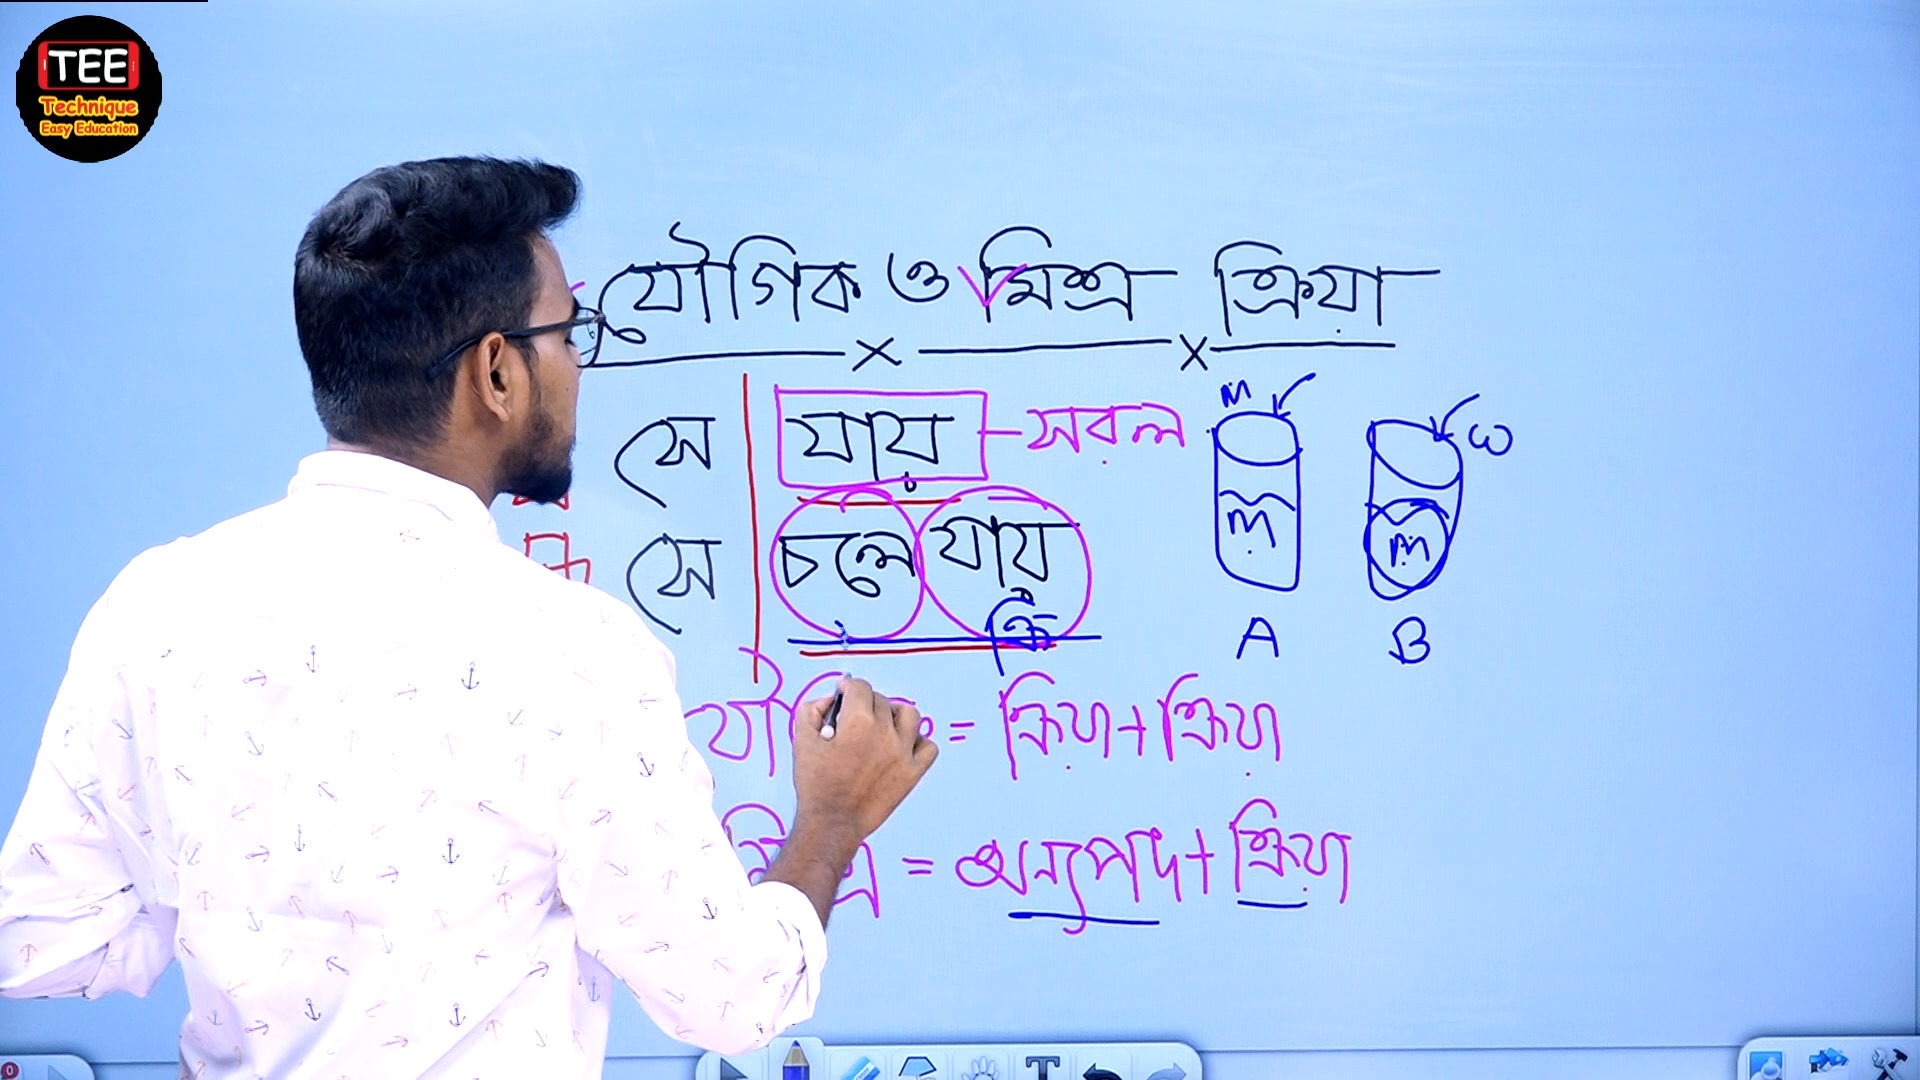 TEE
Technique
Easy Education
যৌগিক ও মিশ্র ক্রিয়া
সে যায় - সরল
সে চলে যায়
ক্রি
= ক্রিয়া + ক্রিয়া
মিশ্র = অন্যপদ + ক্রিয়া
m
m
A
w
m
B